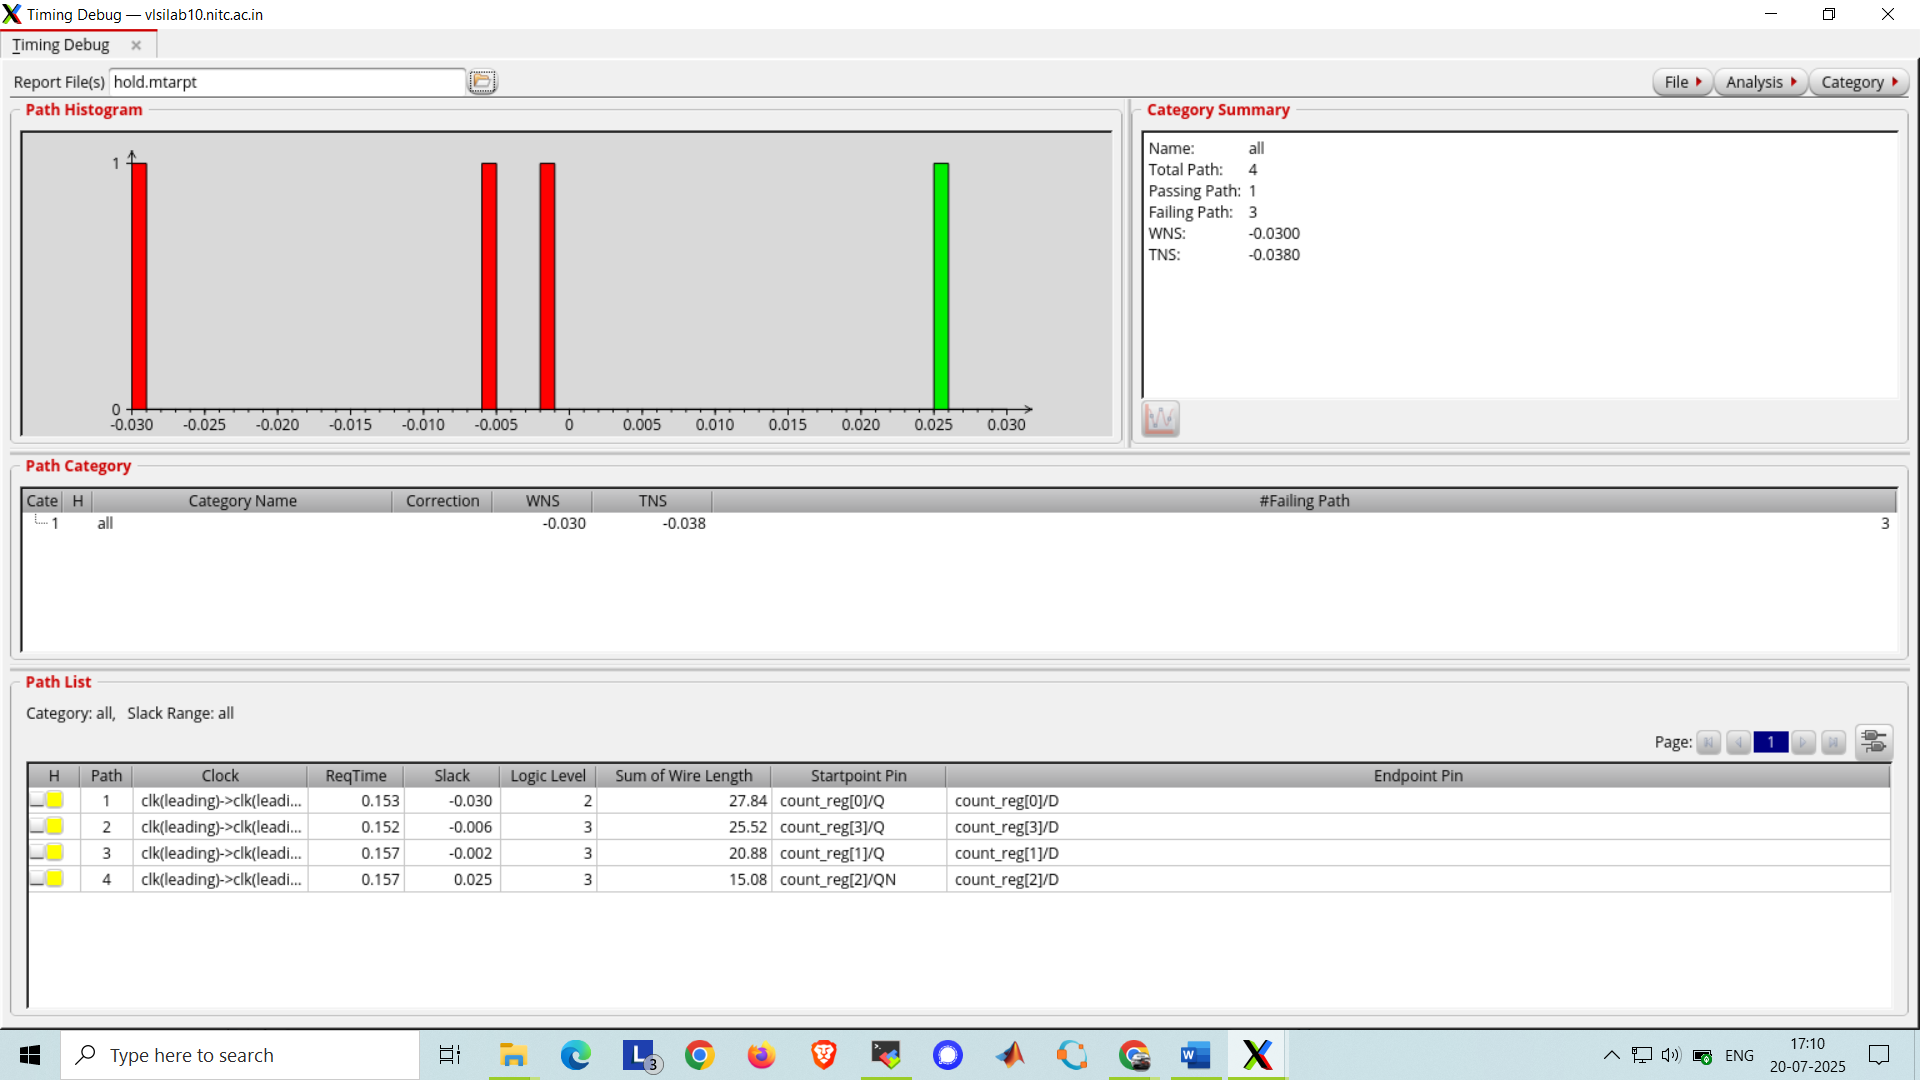 Timing Debug — vlsilab10.nitc.ac.in
Timing Debug
Report File(s) hold.mtarpt
File Analysis Category
Path Histogram
1
0
-0.030 -0.025 -0.020 -0.015 -0.010 -0.005 0 0.005 0.010 0.015 0.020 0.025 0.030
Category Summary
Name: all
Total Path: 4
Passing Path: 1
Failing Path: 3
WNS: -0.0300
TNS: -0.0380
Path Category
Cate H Category Name Correction WNS TNS #Failing Path
1 all -0.030 -0.038 3
Path List
Category: all, Slack Range: all
Page: 1
H Path Clock ReqTime Slack Logic Level Sum of Wire Length Startpoint Pin Endpoint Pin
1 clk(leading)->clk(leadi... 0.153 -0.030 2 27.84 count_reg[0]/Q count_reg[0]/D
2 clk(leading)->clk(leadi... 0.152 -0.006 3 25.52 count_reg[3]/Q count_reg[3]/D
3 clk(leading)->clk(leadi... 0.157 -0.002 3 20.88 count_reg[1]/Q count_reg[1]/D
4 clk(leading)->clk(leadi... 0.157 0.025 3 15.08 count_reg[2]/QN count_reg[2]/D
Type here to search
L 3
W
ENG
17:10
20-07-2025